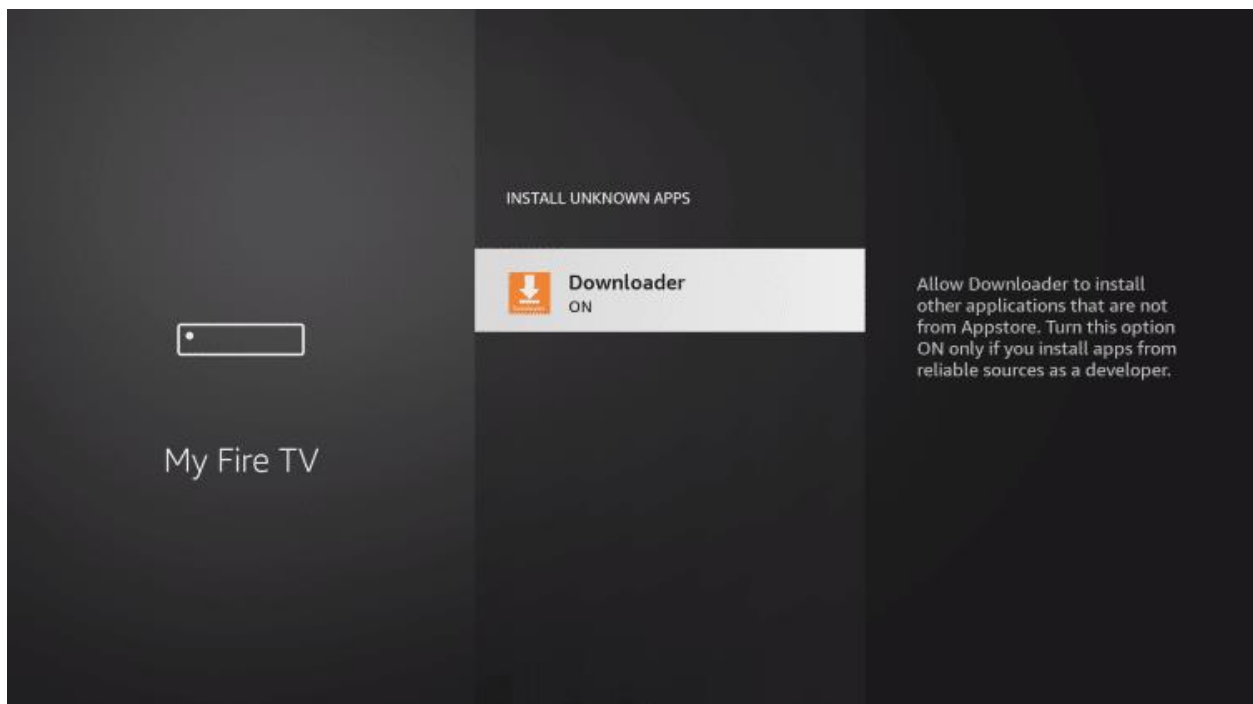 INSTALL UNKNOWN APPS
Downloader
ON
My Fire TV
Allow Downloader to install
other applications that are not
from Appstore. Turn this option
ON only if you install apps from
reliable sources as a developer.